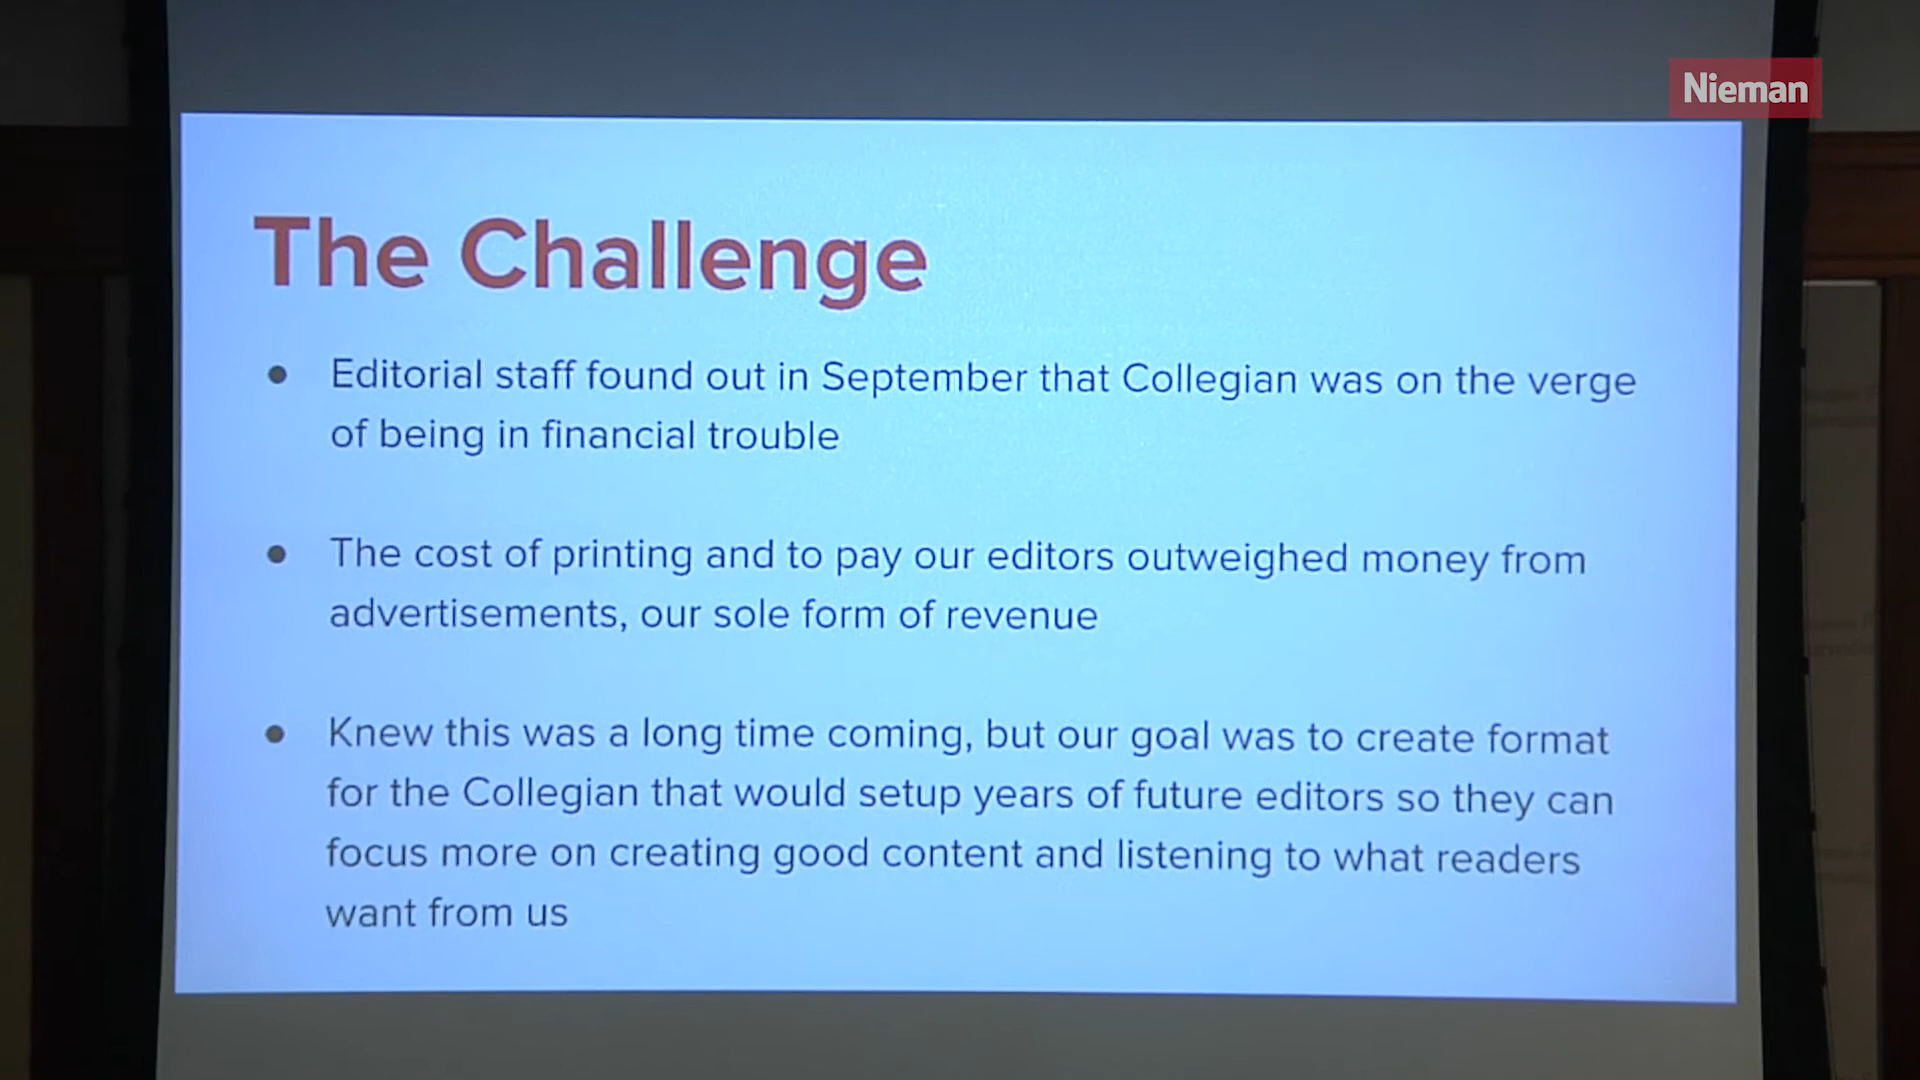 Nieman
The Challenge
● Editorial staff found out in September that Collegian was on the verge
of being in financial trouble
● The cost of printing and to pay our editors outweighed money from
advertisements, our sole form of revenue
● Knew this was a long time coming, but our goal was to create format
for the Collegian that would setup years of future editors so they can
focus more on creating good content and listening to what readers
want from us